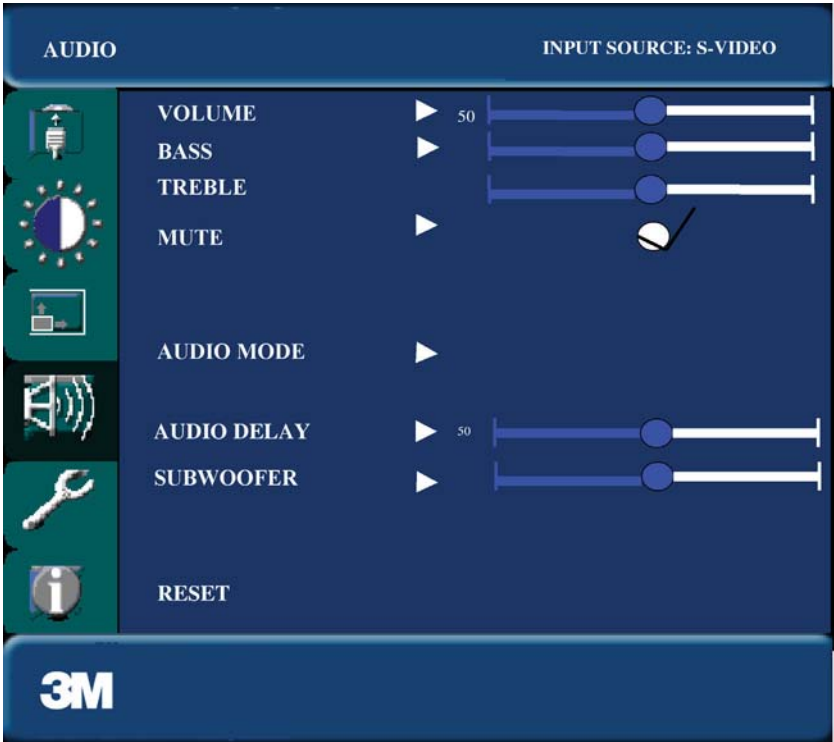 AUDIO INPUT SOURCE: S-VIDEO
VOLUME 50
BASS
TREBLE
MUTE
AUDIO MODE
AUDIO DELAY 50
SUBWOOFER
i RESET
3M